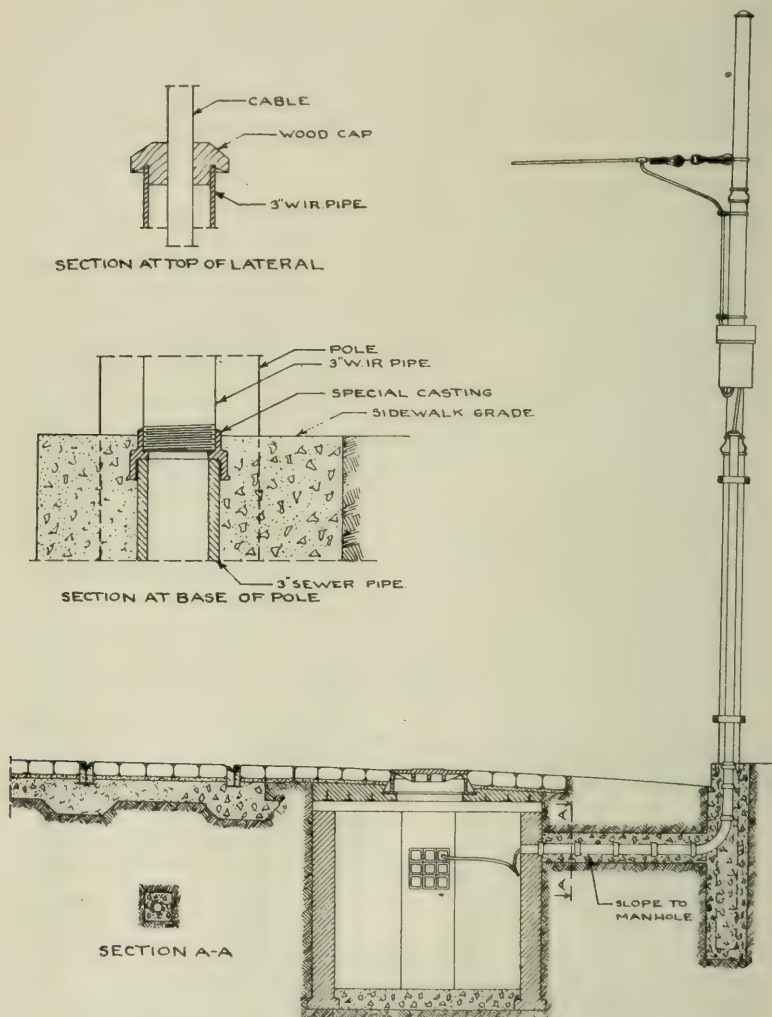 CABLE
WOOD CAP
3" W.IR. PIPE
SECTION AT TOP OF LATERAL
POLE
3" W.IR PIPE
SPECIAL CASTING
SIDEWALK GRADE
3" SEWER PIPE.
SECTION AT BASE OF POLE
A
A
SLOPE TO
MANHOLE
SECTION A-A